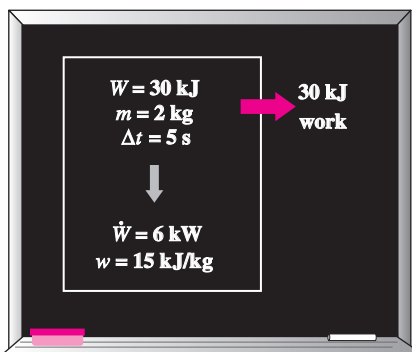 W = 30 kJ
m = 2 kg
Δt = 5 s
30 kJ
work
Ẇ = 6 kW
w = 15 kJ/kg